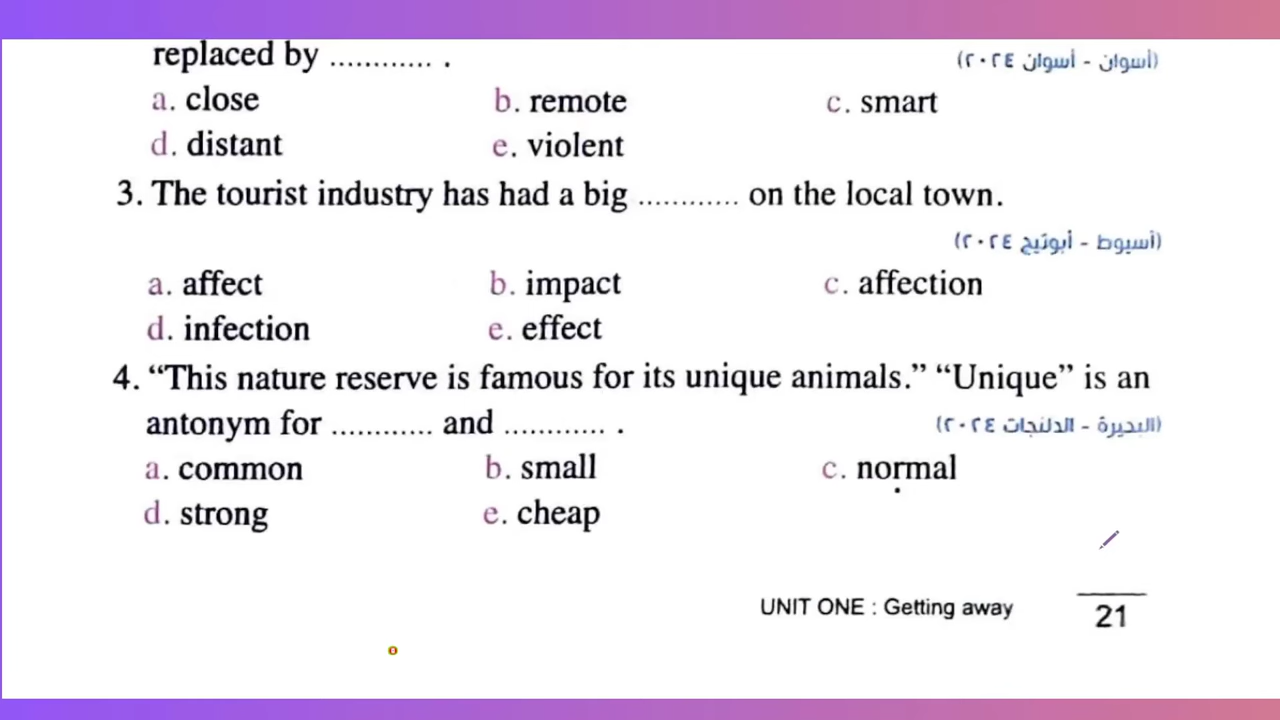 replaced by ............ .
(أسوان - أسوان ٢٠٢٤)
a. close b. remote c. smart
d. distant e. violent
3. The tourist industry has had a big ............ on the local town.
(أسيوط - أبوتيج ٢٠٢٤)
a. affect b. impact c. affection
d. infection e. effect
4. “This nature reserve is famous for its unique animals.” “Unique” is an
antonym for ............ and ............ .
(البحيرة - الدلنجات ٢٠٢٤)
a. common b. small c. normal
d. strong e. cheap
UNIT ONE : Getting away
21